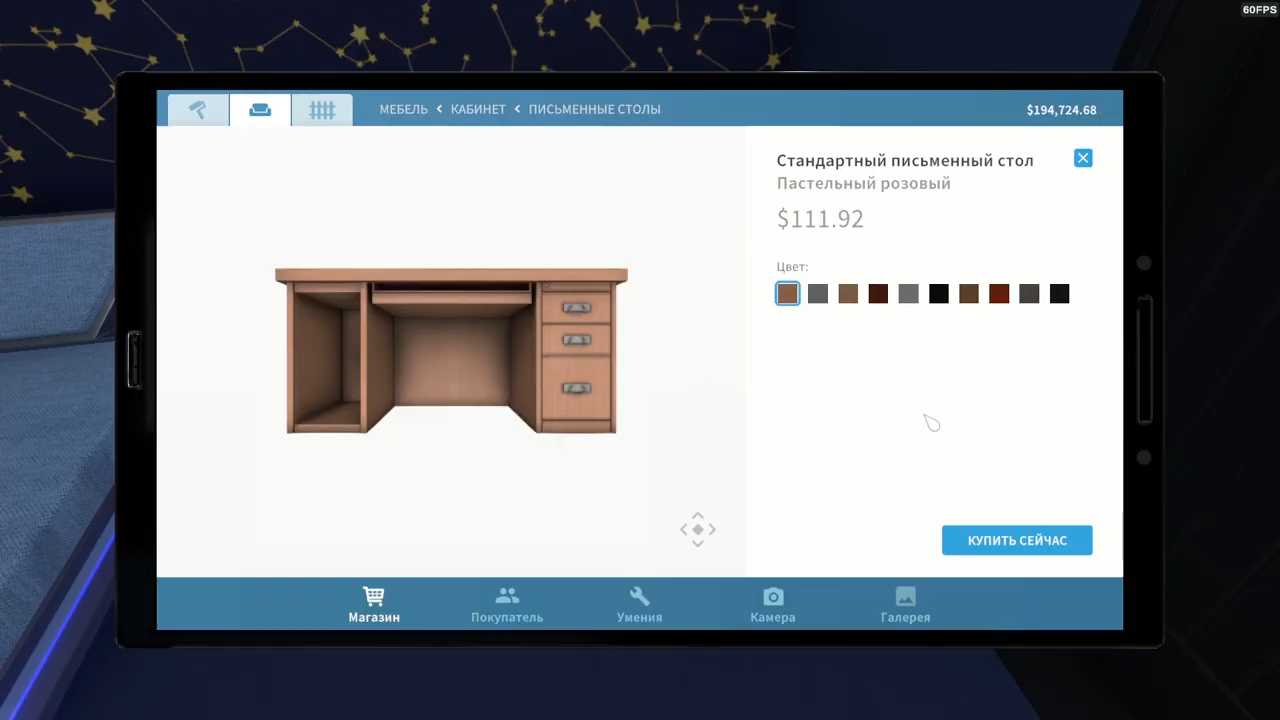 60FPS
МЕБЕЛЬ < КАБИНЕТ < ПИСЬМЕННЫЕ СТОЛЫ
$194,724.68
Стандартный письменный стол
Пастельный розовый
$111.92
Цвет:
КУПИТЬ СЕЙЧАС
Магазин
Покупатель
Умения
Камера
Галерея